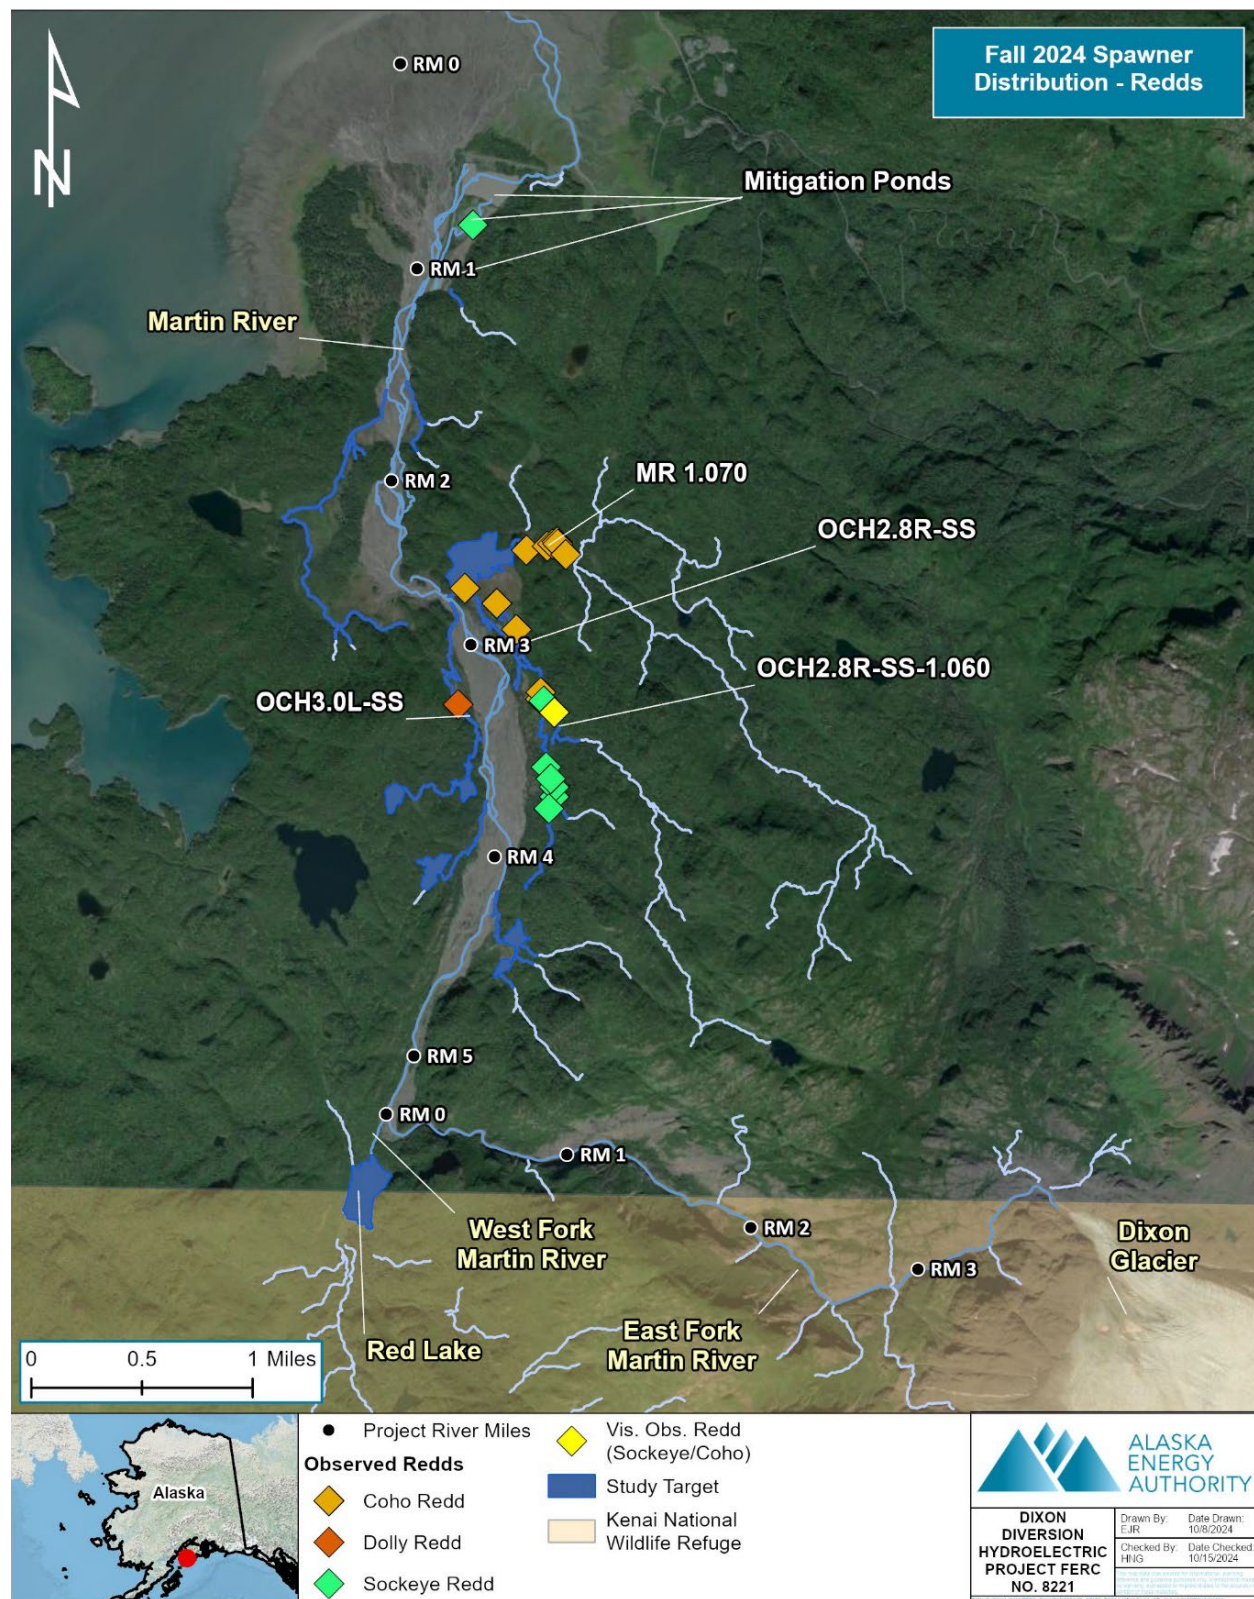 Fall 2024 Spawner
Distribution - Redds
N
RM 0
Mitigation Ponds
RM 1
Martin River
RM 2
MR 1.070
OCH2.8R-SS
RM 3
OCH2.8R-SS-1.060
OCH3.0L-SS
RM 4
RM 5
RM 0
RM 1
West Fork
Martin River
RM 2
Dixon
Glacier
RM 3
East Fork
Martin River
Red Lake
0 0.5 1 Miles
Alaska
Project River Miles
Observed Redds
Coho Redd
Dolly Redd
Sockeye Redd
Vis. Obs. Redd
(Sockeye/Coho)
Study Target
Kenai National
Wildlife Refuge
ALASKA
ENERGY
AUTHORITY
DIXON
DIVERSION
HYDROELECTRIC
PROJECT FERC
NO. 8221
Drawn By:
EJR
Date Drawn:
10/8/2024
Checked By:
HNG
Date Checked:
10/15/2024